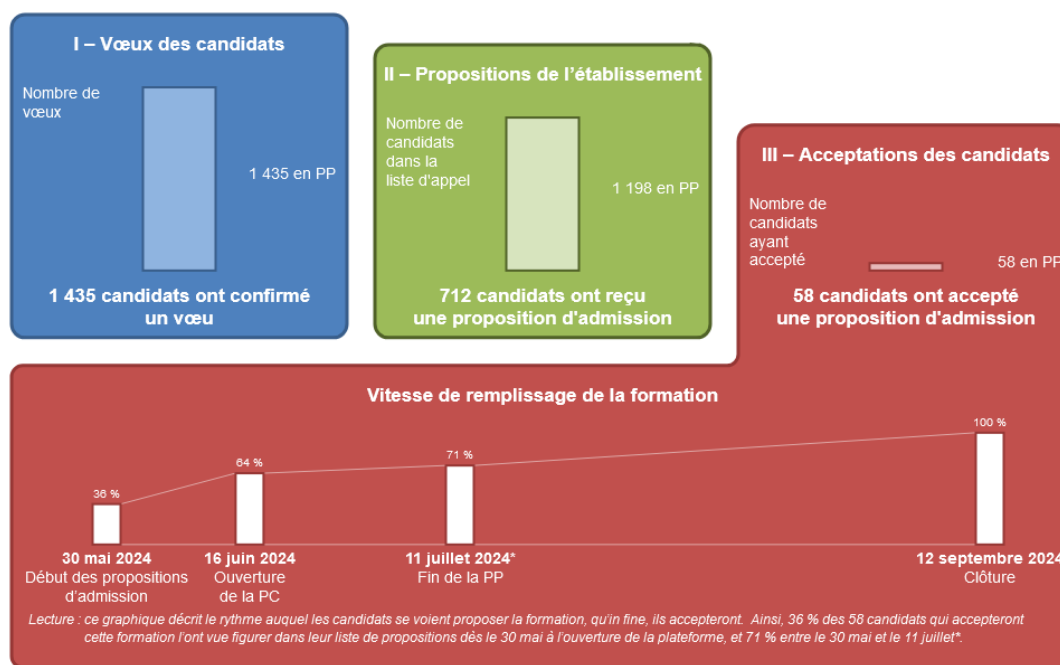 I – Vœux des candidats
Nombre de
vœux
1 435 en PP
1 435 candidats ont confirmé
un vœu
II – Propositions de l'établissement
Nombre de
candidats
dans la
liste d'appel
1 198 en PP
712 candidats ont reçu
une proposition d'admission
III – Acceptations des candidats
Nombre de
candidats
ayant
accepté
58 en PP
58 candidats ont accepté
une proposition d'admission
Vitesse de remplissage de la formation
36 %
64 %
71 %
100 %
30 mai 2024
Début des propositions
d'admission
16 juin 2024
Ouverture
de la PC
11 juillet 2024*
Fin de la PP
12 septembre 2024
Clôture
Lecture : ce graphique décrit le rythme auquel les candidats se voient proposer la formation, qu'in fine, ils accepteront. Ainsi, 36 % des 58 candidats qui accepteront
cette formation l'ont vue figurer dans leur liste de propositions dès le 30 mai à l'ouverture de la plateforme, et 71 % entre le 30 mai et le 11 juillet*.